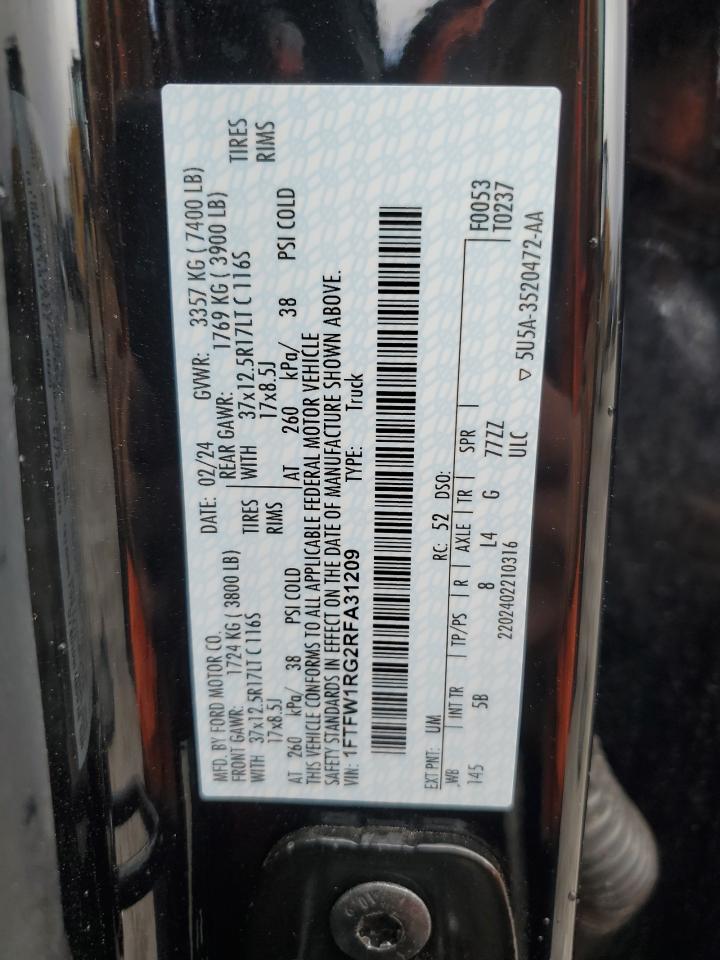 MFD. BY FORD MOTOR CO.
DATE: 02/24 GVWR: 3357 KG ( 7400 LB)
FRONT GAWR: 1724 KG ( 3800 LB) REAR GAWR: 1769 KG ( 3900 LB)
WITH 37x12.5R17LT C 116S TIRES WITH 37x12.5R17LT C 116S TIRES
17x8.5J RIMS 17x8.5J RIMS
AT 260 kPa/ 38 PSI COLD AT 260 kPa/ 38 PSI COLD
THIS VEHICLE CONFORMS TO ALL APPLICABLE FEDERAL MOTOR VEHICLE
SAFETY STANDARDS IN EFFECT ON THE DATE OF MANUFACTURE SHOWN ABOVE.
VIN: 1FTFW1RG2RFA31209 TYPE: Truck
EXT PNT: UM RC: 52 DSO:
WB INT TR TP/PS R AXLE TR SPR F0053
145 5B 8 L4 G 77ZZ T0237
2202402210316 ULC
▽ 5U5A-3520472-AA